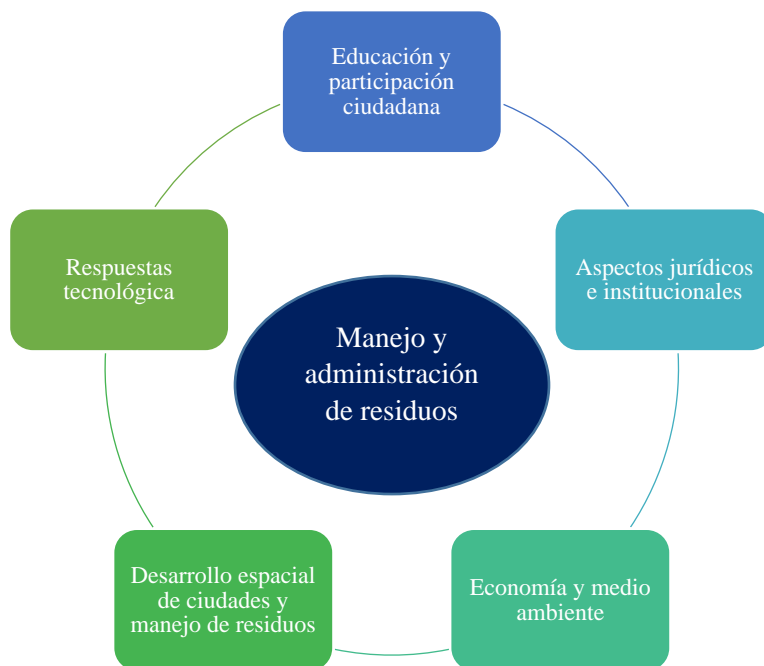 Educación y
participación
ciudadana
Respuestas
tecnológica
Aspectos jurídicos
e institucionales
Manejo y
administración
de residuos
Desarrollo espacial
de ciudades y
manejo de residuos
Economía y medio
ambiente